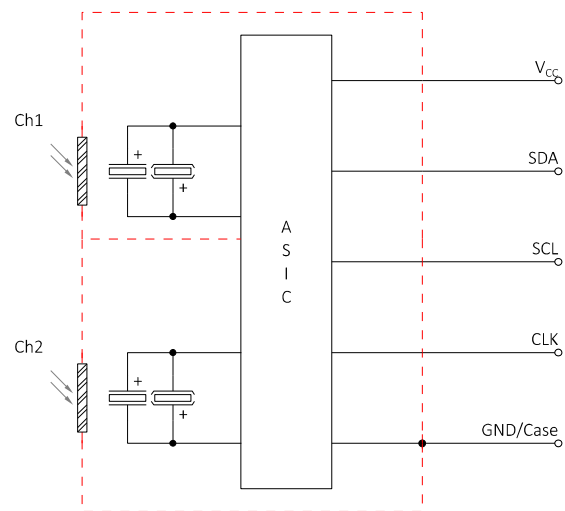 V_CC
Ch1
+
SDA
+
A
S
I
C
SCL
CLK
Ch2
+
+
GND/Case